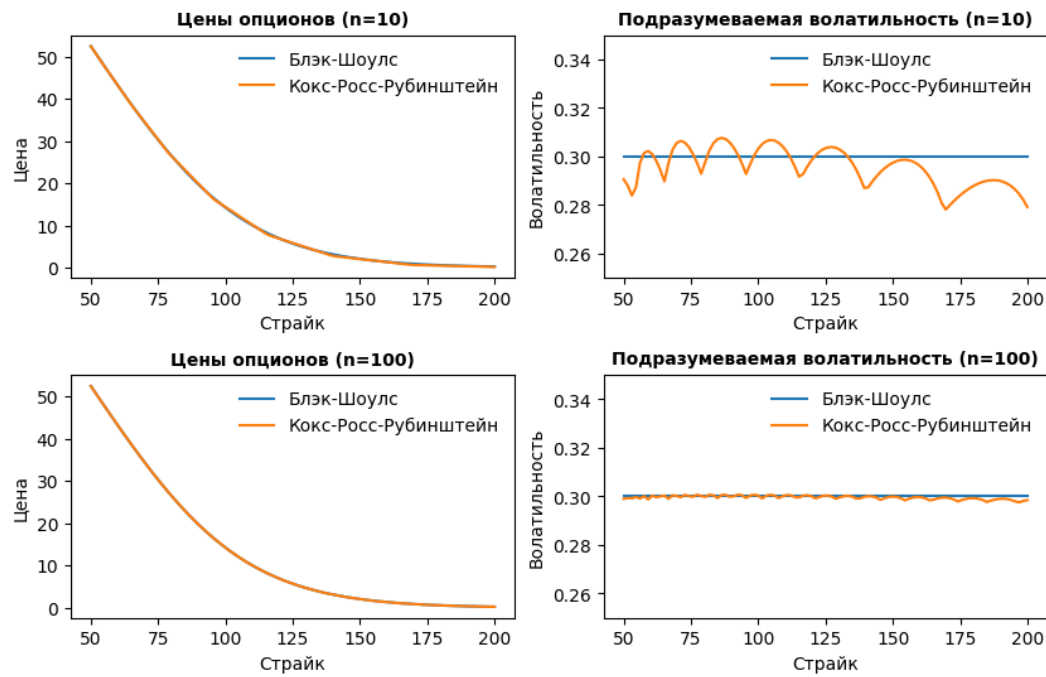 Цены опционов (n=10)
Цена
50
40
30
20
10
0
Блэк-Шоулс
Кокс-Росс-Рубинштейн
50 75 100 125 150 175 200
Страйк
Подразумеваемая волатильность (n=10)
Волатильность
0.34
0.32
0.30
0.28
0.26
Блэк-Шоулс
Кокс-Росс-Рубинштейн
50 75 100 125 150 175 200
Страйк
Цены опционов (n=100)
Цена
50
40
30
20
10
0
Блэк-Шоулс
Кокс-Росс-Рубинштейн
50 75 100 125 150 175 200
Страйк
Подразумеваемая волатильность (n=100)
Волатильность
0.34
0.32
0.30
0.28
0.26
Блэк-Шоулс
Кокс-Росс-Рубинштейн
50 75 100 125 150 175 200
Страйк